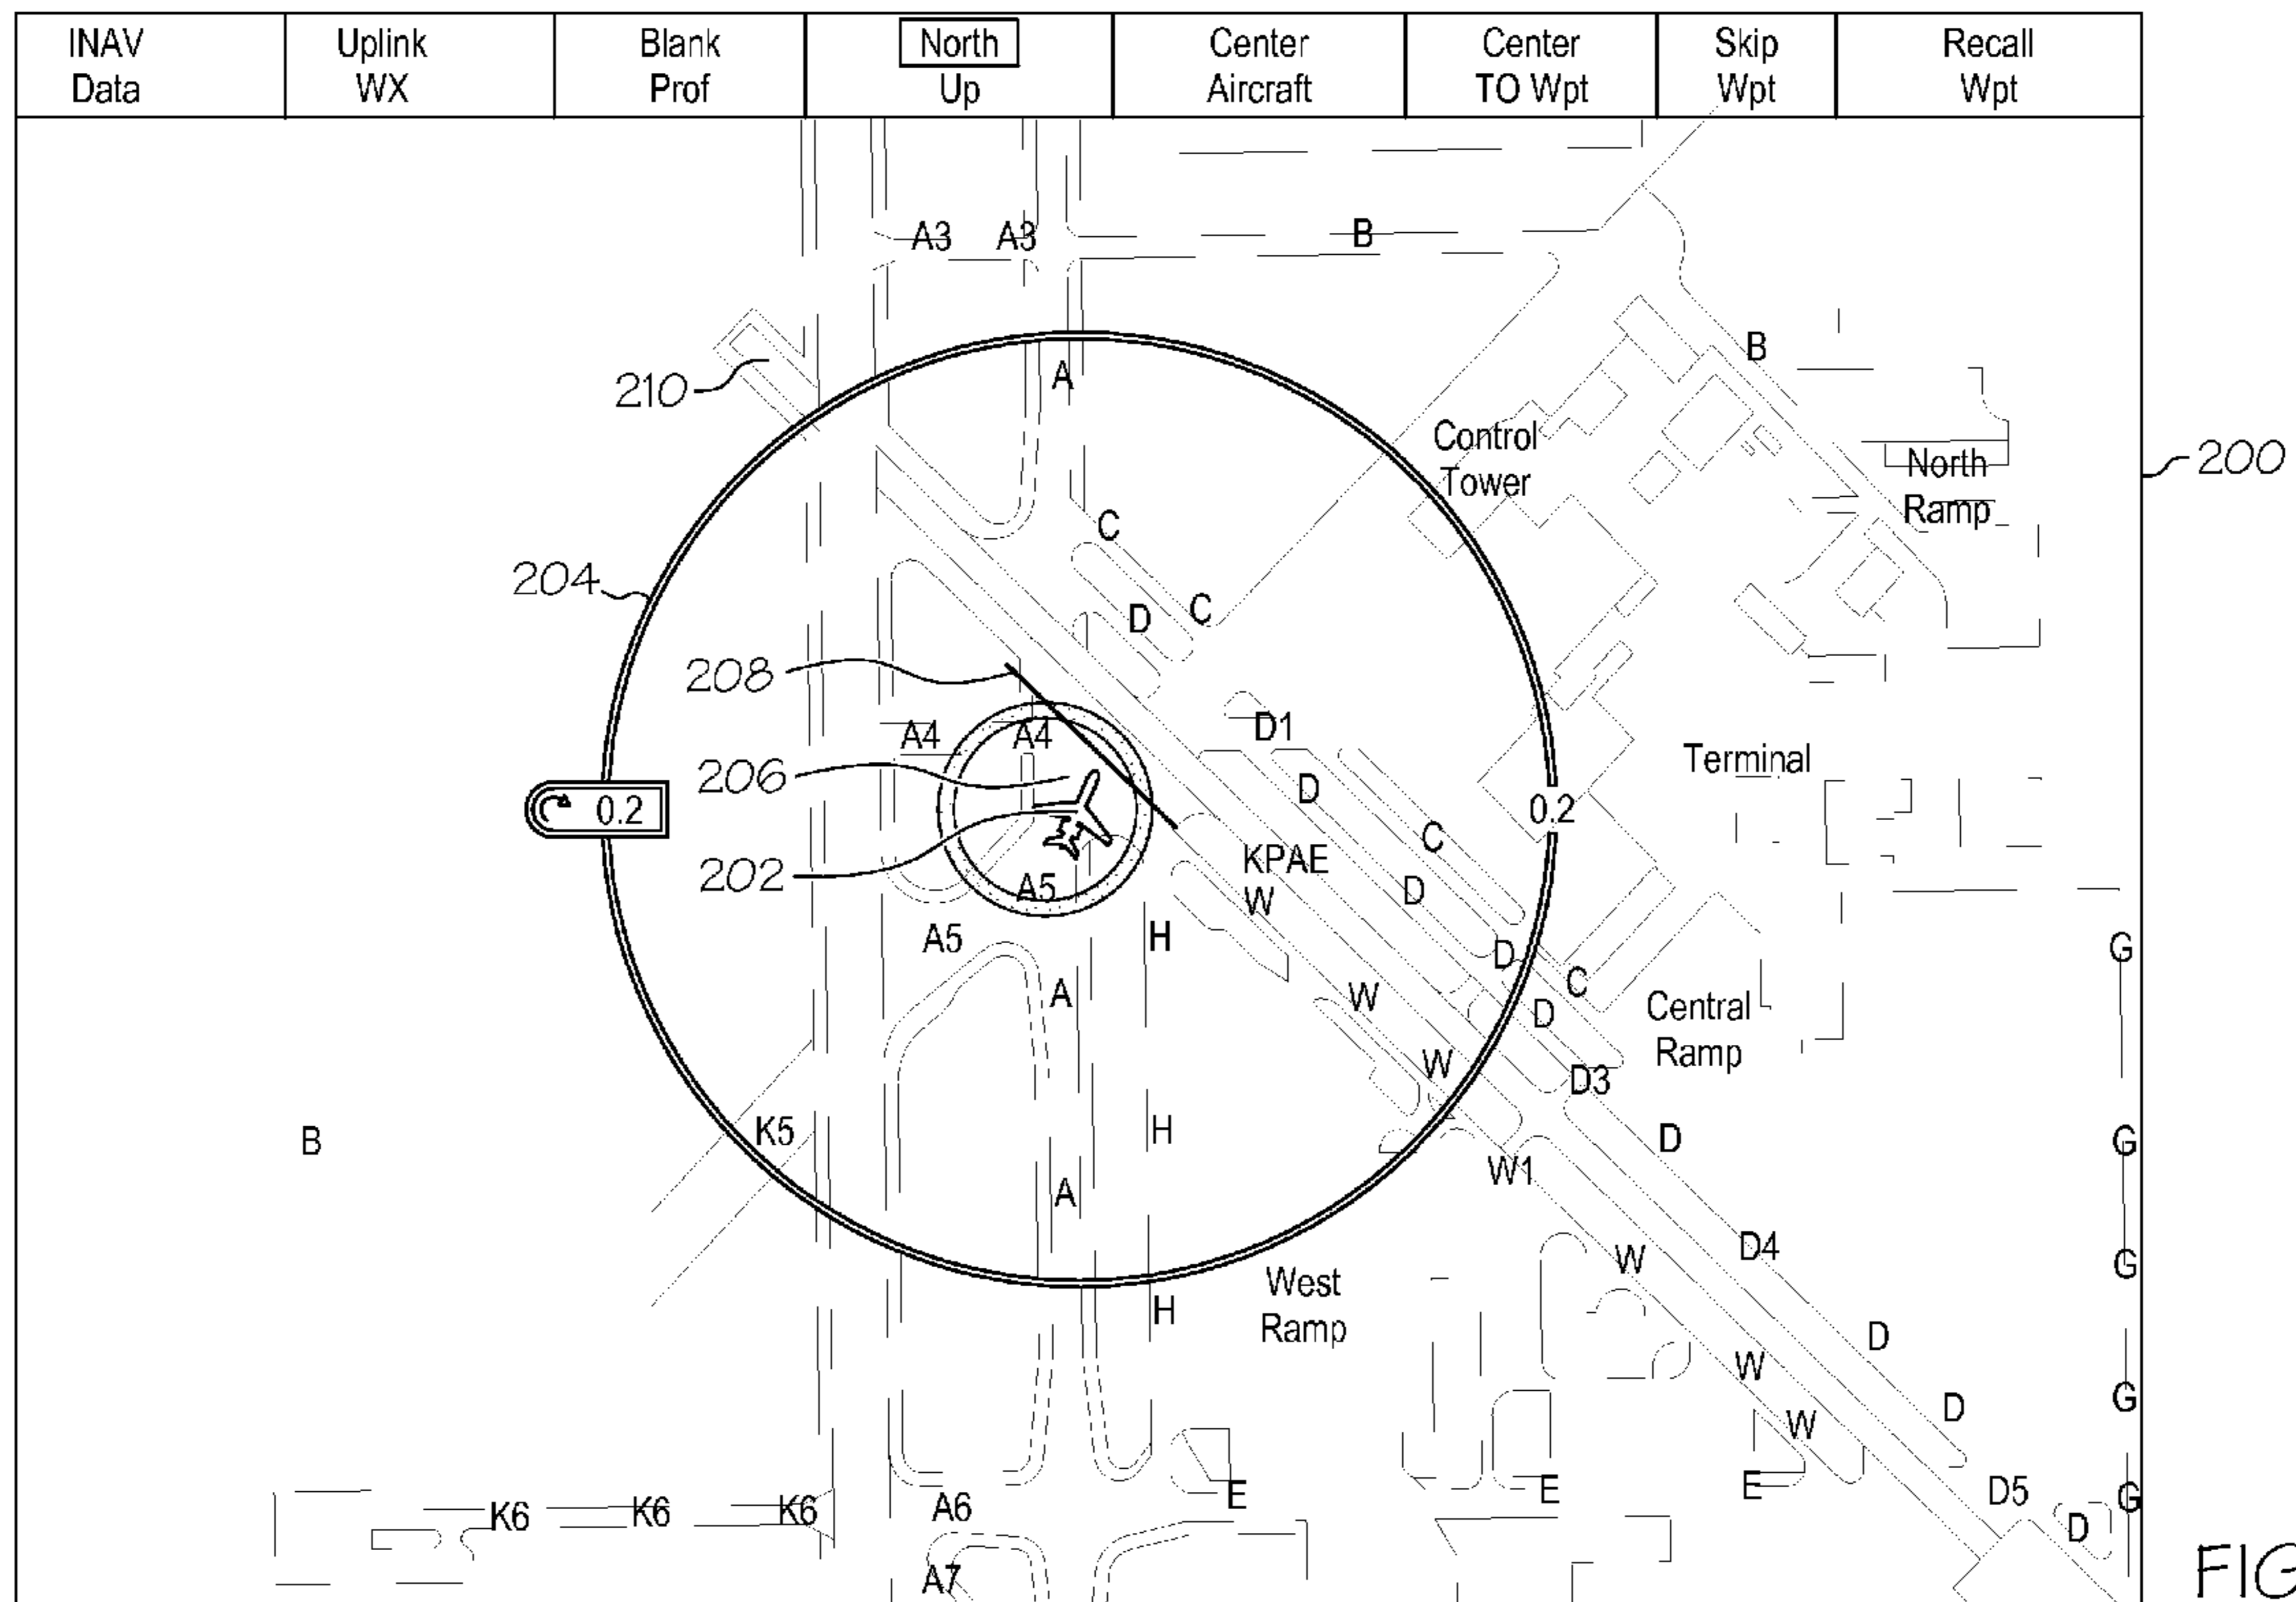 INAV Uplink Blank North Center Center Skip Recall
Data WX Prof Up Aircraft TO Wpt Wpt Wpt
A3 A3 B
B
A
210
Control
Tower
North
Ramp
200
C
204
C
D
208
D1
A4 A4
Terminal
206
D
0.2
0.2
C
KPAE
202
A5
D
W
A5
H
G
D
C
A
W
D
Central
Ramp
W
D3
K5
H
D
B
G
W1
A
D4
W
G
West
Ramp
H
D
W
G
D
W
D5
E
E
E
G
A6
K6
K6
K6
D
A7
FIG